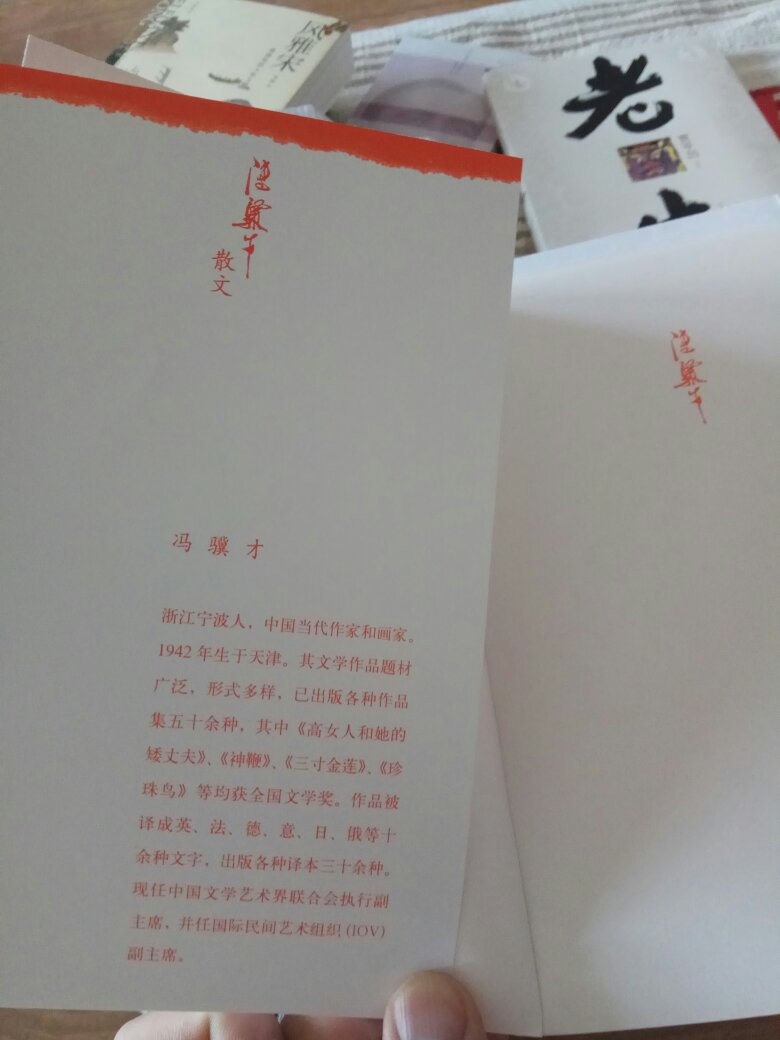 风雅宋
老
冯骥才
散文
冯骥才
冯骥才
浙江宁波人，中国当代作家和画家。
1942年生于天津。其文学作品题材
广泛，形式多样，已出版各种作品
集五十余种，其中《高女人和她的
矮丈夫》、《神鞭》、《三寸金莲》、《珍
珠鸟》等均获全国文学奖。作品被
译成英、法、德、意、日、俄等十
余种文字，出版各种译本三十余种。
现任中国文学艺术界联合会执行副
主席，并任国际民间艺术组织（IOV）
副主席。